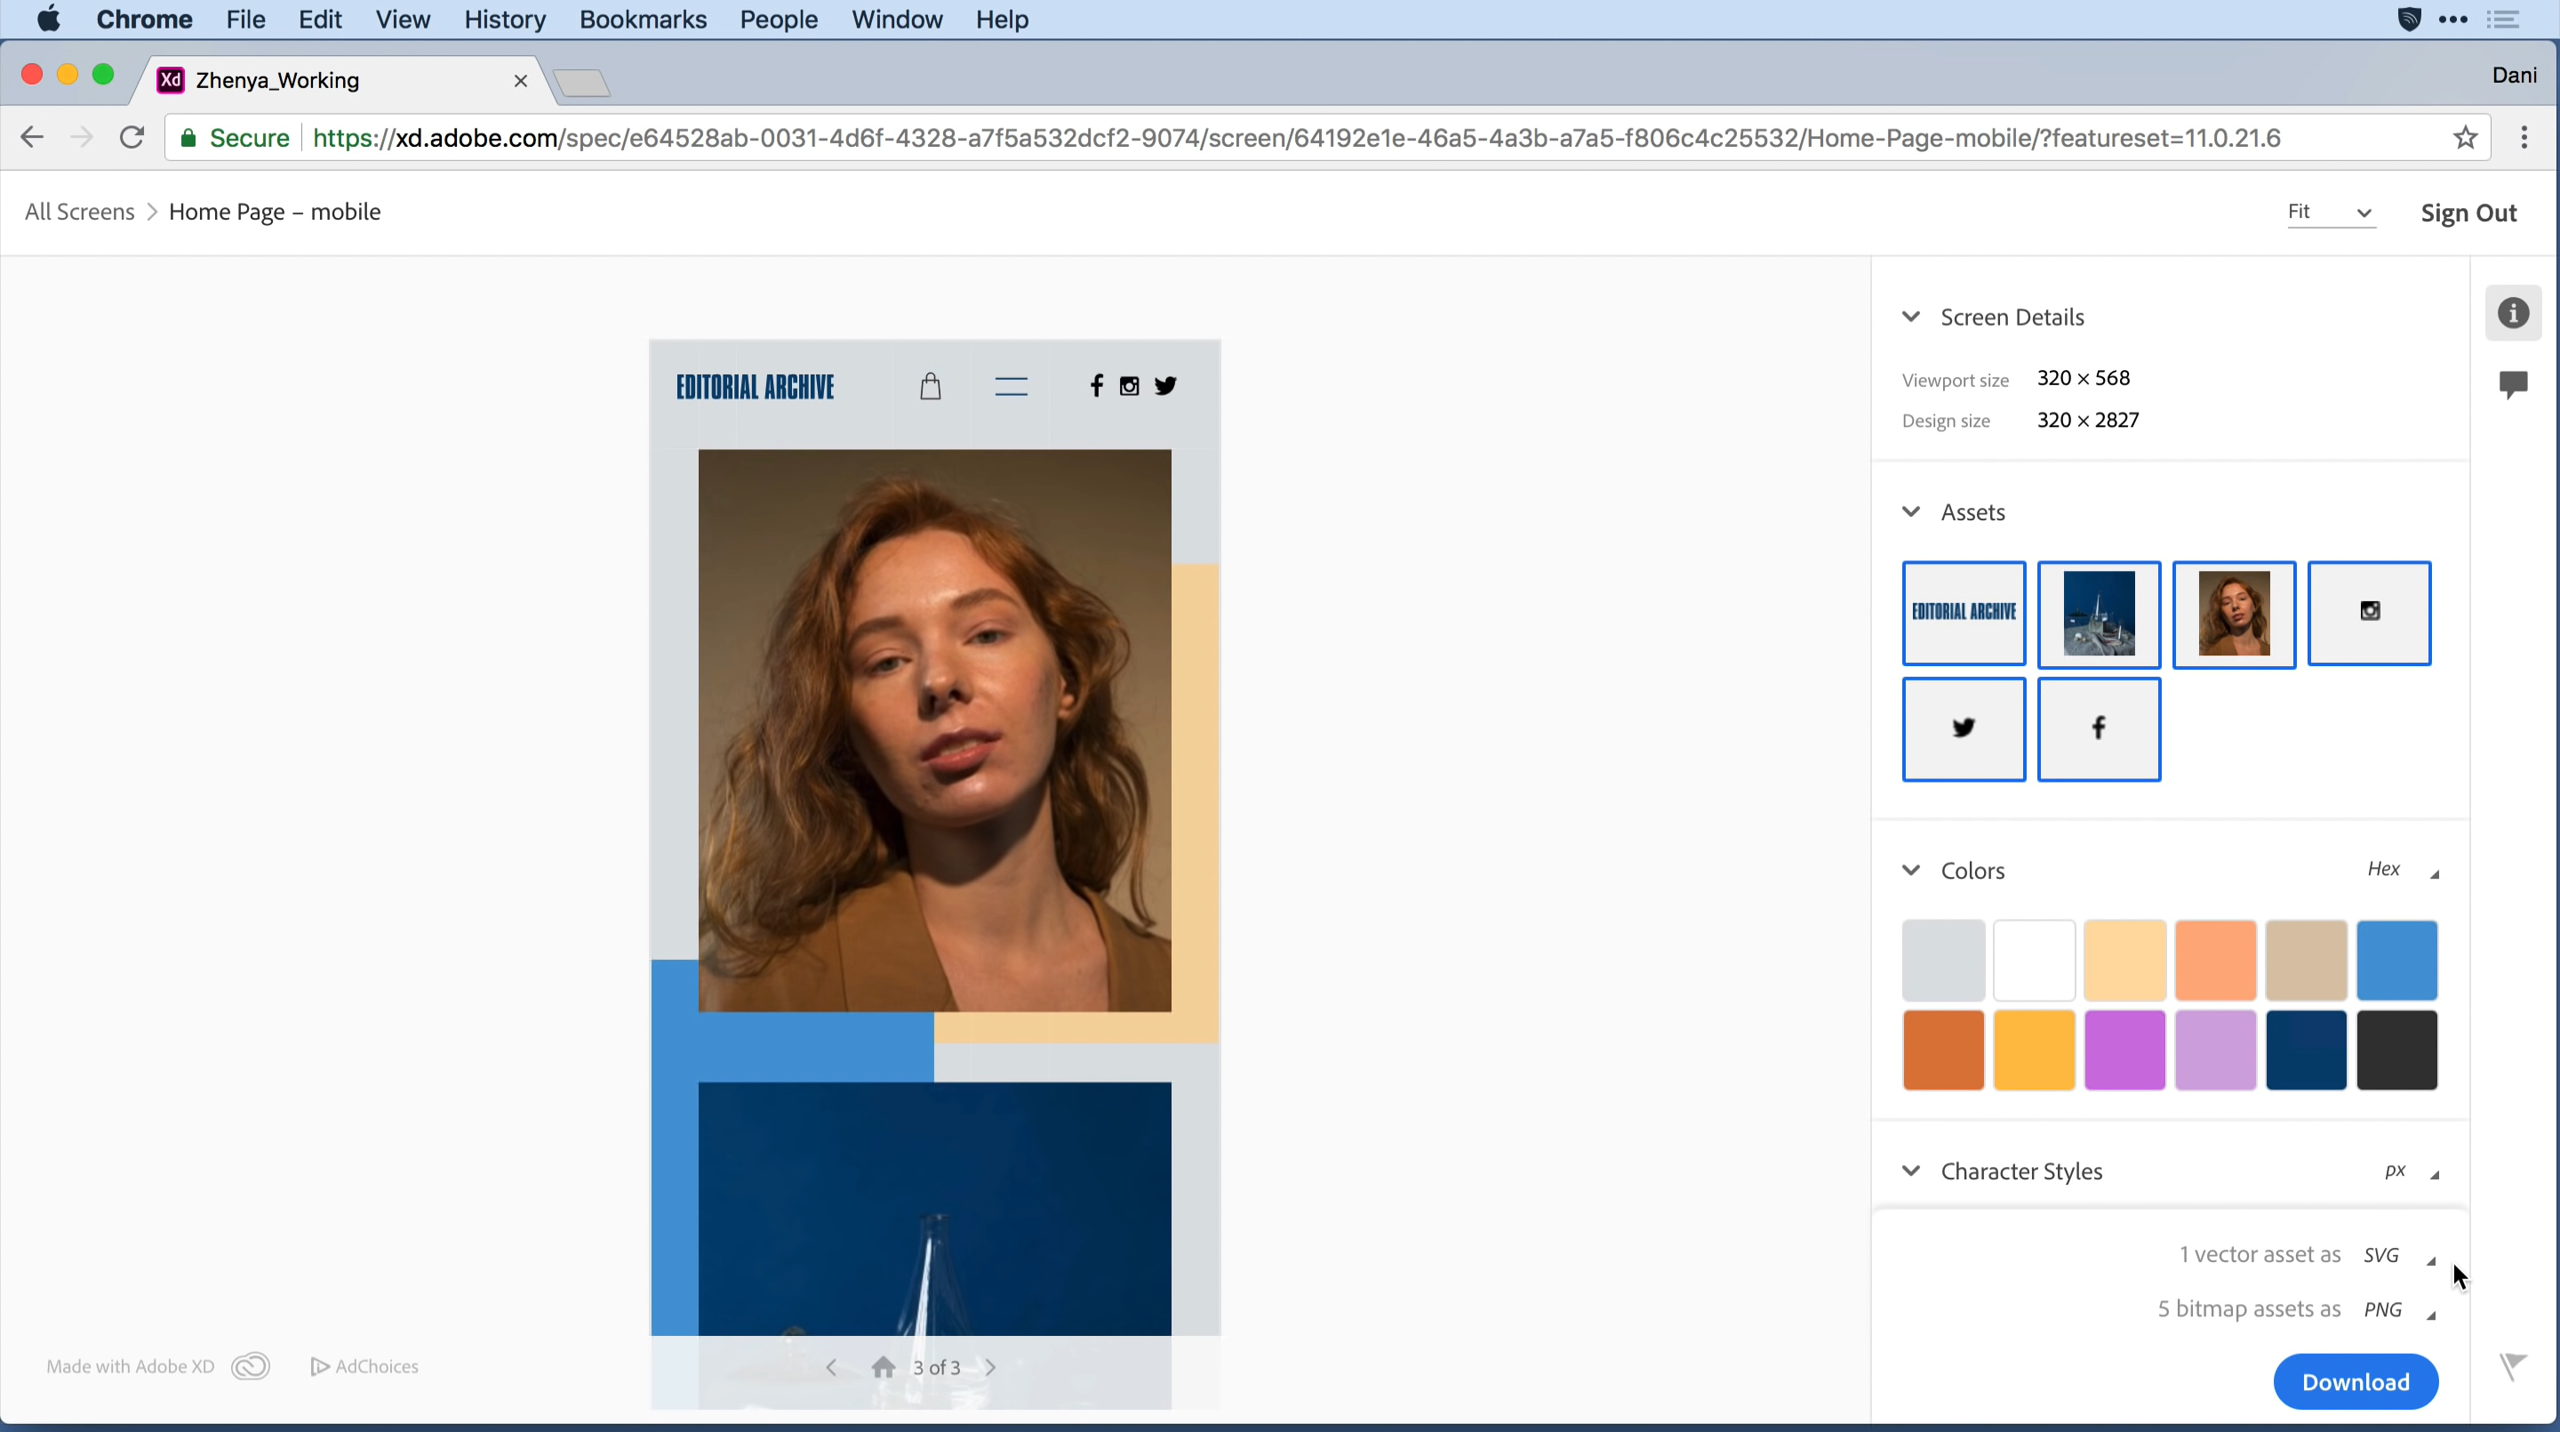 Chrome File Edit View History Bookmarks People Window Help
Xd Zhenya_Working
Dani
Secure https://xd.adobe.com/spec/e64528ab-0031-4d6f-4328-a7f5a532dcf2-9074/screen/64192e1e-46a5-4a3b-a7a5-f806c4c25532/Home-Page-mobile/?featureset=11.0.21.6
All Screens > Home Page – mobile
Fit
Sign Out
EDITORIAL ARCHIVE
Screen Details
Viewport size 320 × 568
Design size 320 × 2827
Assets
EDITORIAL ARCHIVE
Colors
Hex
Character Styles
px
1 vector asset as SVG
5 bitmap assets as PNG
Download
Made with Adobe XD
AdChoices
3 of 3